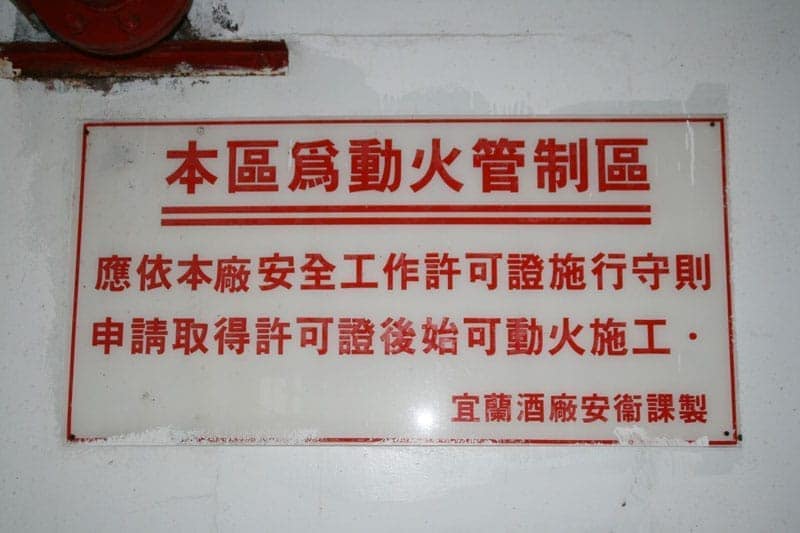 本區爲動火管制區
應依本廠安全工作許可證施行守則
申請取得許可證後始可動火施工．
宜蘭酒廠安衞課製